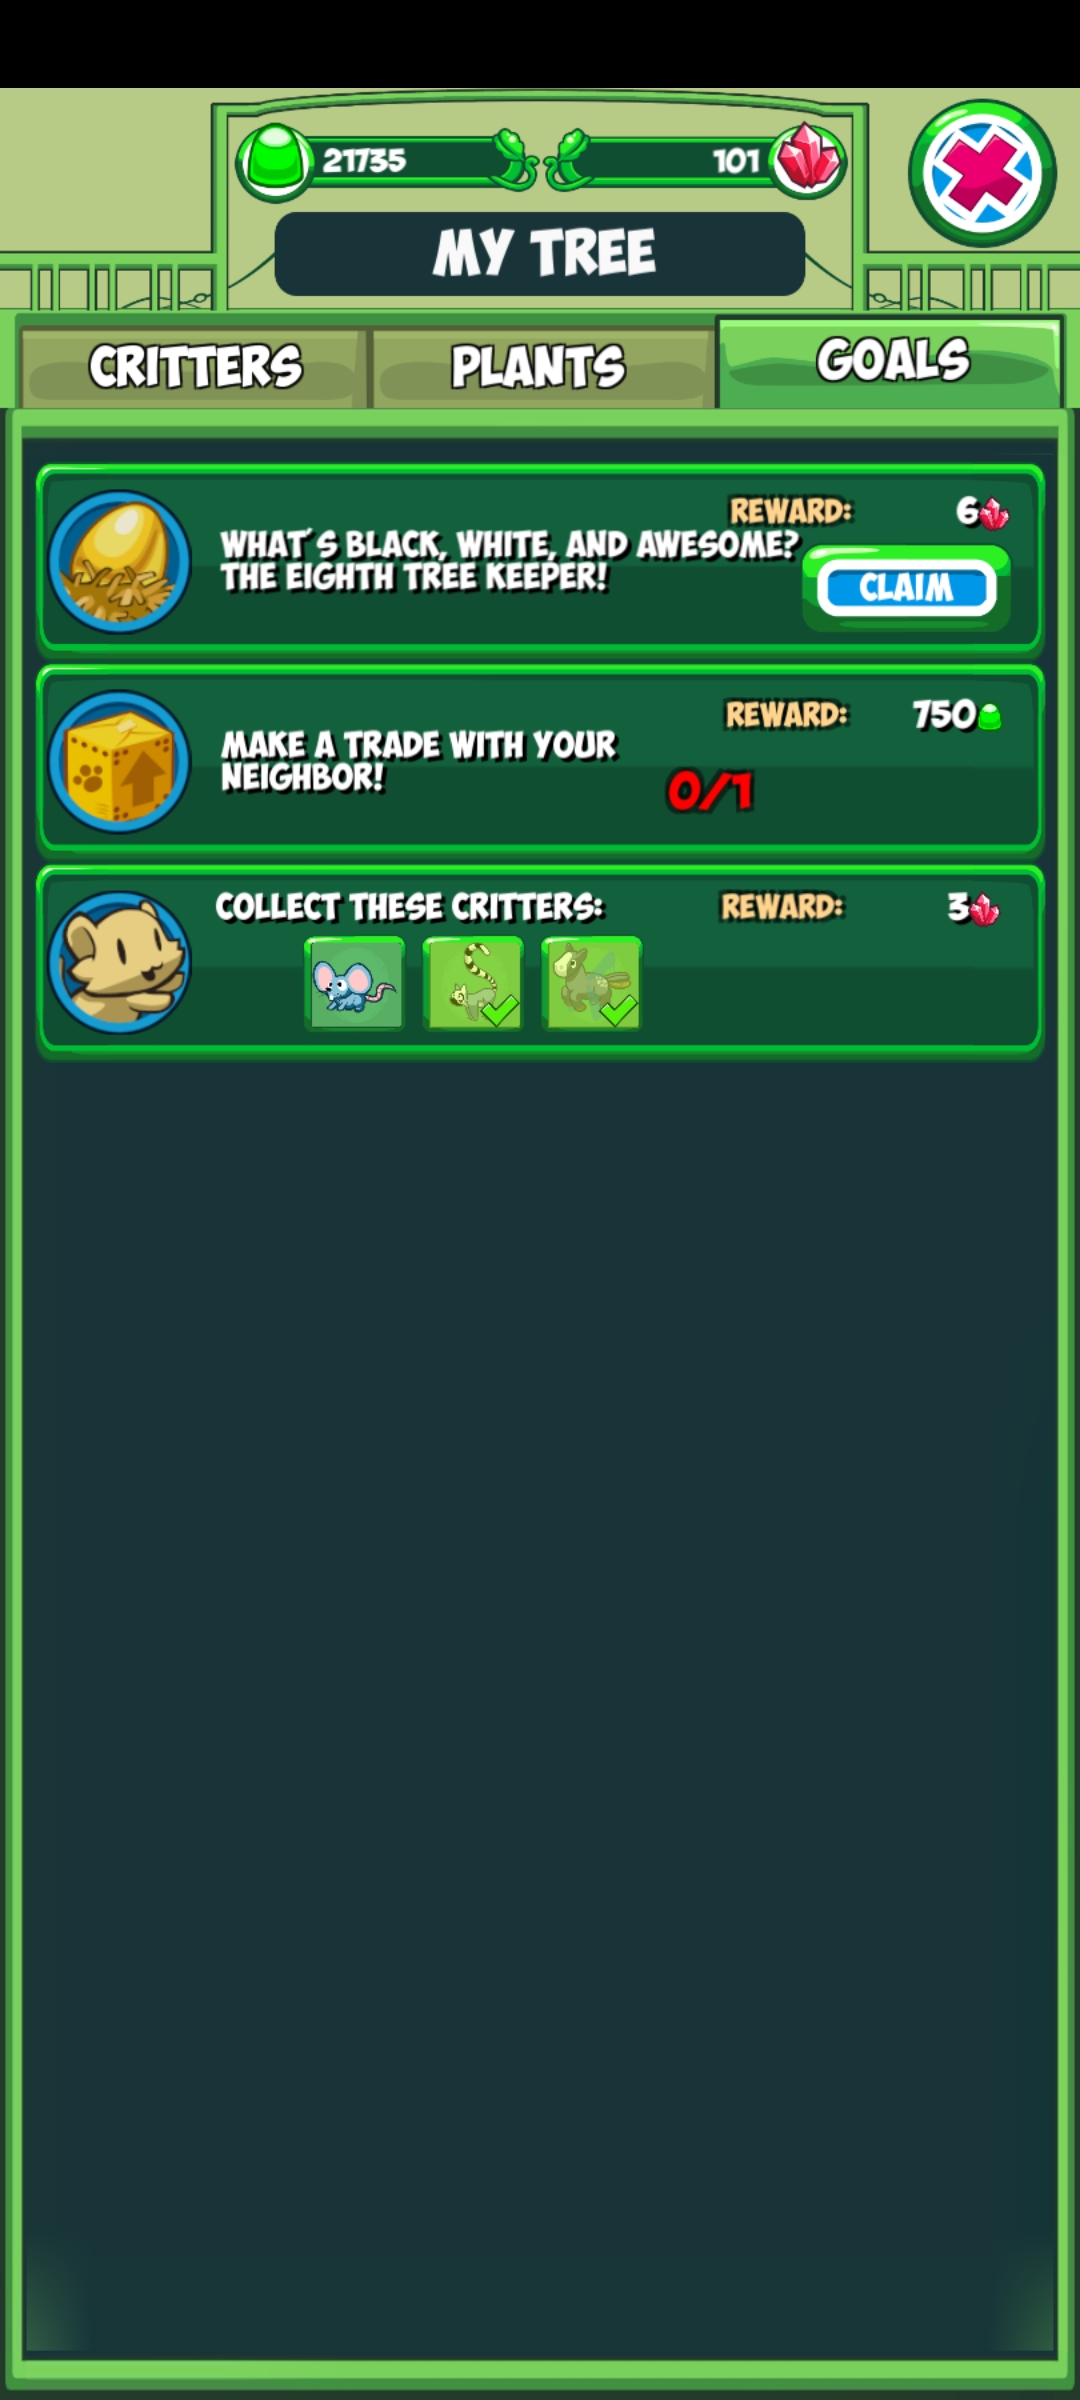 21735
101
MY TREE
CRITTERS
PLANTS
GOALS
WHAT'S BLACK, WHITE, AND AWESOME?
THE EIGHTH TREE KEEPER!
REWARD:
6
CLAIM
MAKE A TRADE WITH YOUR
NEIGHBOR!
0/1
REWARD:
750
COLLECT THESE CRITTERS:
REWARD:
3